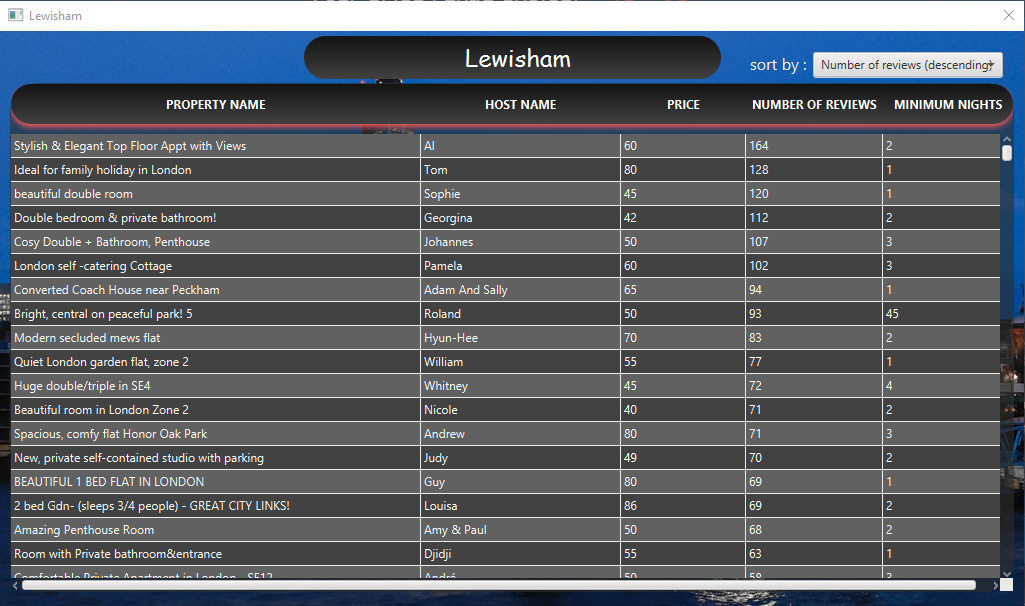 Lewisham
Lewisham
sort by : Number of reviews (descending)
PROPERTY NAME HOST NAME PRICE NUMBER OF REVIEWS MINIMUM NIGHTS
Stylish & Elegant Top Floor Appt with Views Al 60 164 2
Ideal for family holiday in London Tom 80 128 1
beautiful double room Sophie 45 120 1
Double bedroom & private bathroom! Georgina 42 112 2
Cosy Double + Bathroom, Penthouse Johannes 50 107 3
London self -catering Cottage Pamela 60 102 3
Converted Coach House near Peckham Adam And Sally 65 94 1
Bright, central on peaceful park! 5 Roland 50 93 45
Modern secluded mews flat Hyun-Hee 70 83 2
Quiet London garden flat, zone 2 William 55 77 1
Huge double/triple in SE4 Whitney 45 72 4
Beautiful room in London Zone 2 Nicole 40 71 2
Spacious, comfy flat Honor Oak Park Andrew 80 71 3
New, private self-contained studio with parking Judy 49 70 2
BEAUTIFUL 1 BED FLAT IN LONDON Guy 80 69 1
2 bed Gdn- (sleeps 3/4 people) - GREAT CITY LINKS! Louisa 86 69 2
Amazing Penthouse Room Amy & Paul 50 68 2
Room with Private bathroom&entrance Djidji 55 63 1
Comfortable Private Apartment in London - SE12 André 50 58 3